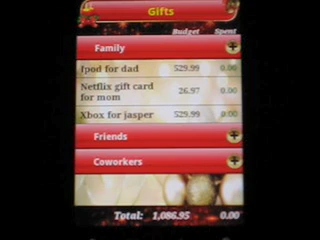 Gifts
Budget Spent
Family
Ipod for dad 529.99 0.00
Netflix gift card
for mom 26.97 0.00
Xbox for jasper 529.99 0.00
Friends
Coworkers
Total: 1,086.95 0.00